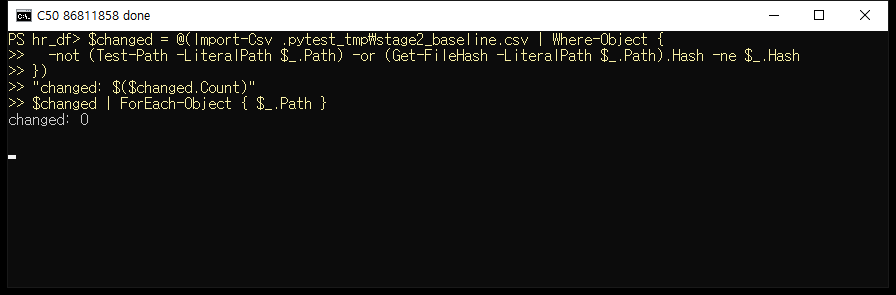 C50 86811858 done
PS hr_df> $changed = @(Import-Csv .pytest_tmp₩stage2_baseline.csv | Where-Object {
>>   -not (Test-Path -LiteralPath $_.Path) -or (Get-FileHash -LiteralPath $_.Path).Hash -ne $_.Hash
>> })
>> "changed: $($changed.Count)"
>> $changed | ForEach-Object { $_.Path }
changed: 0